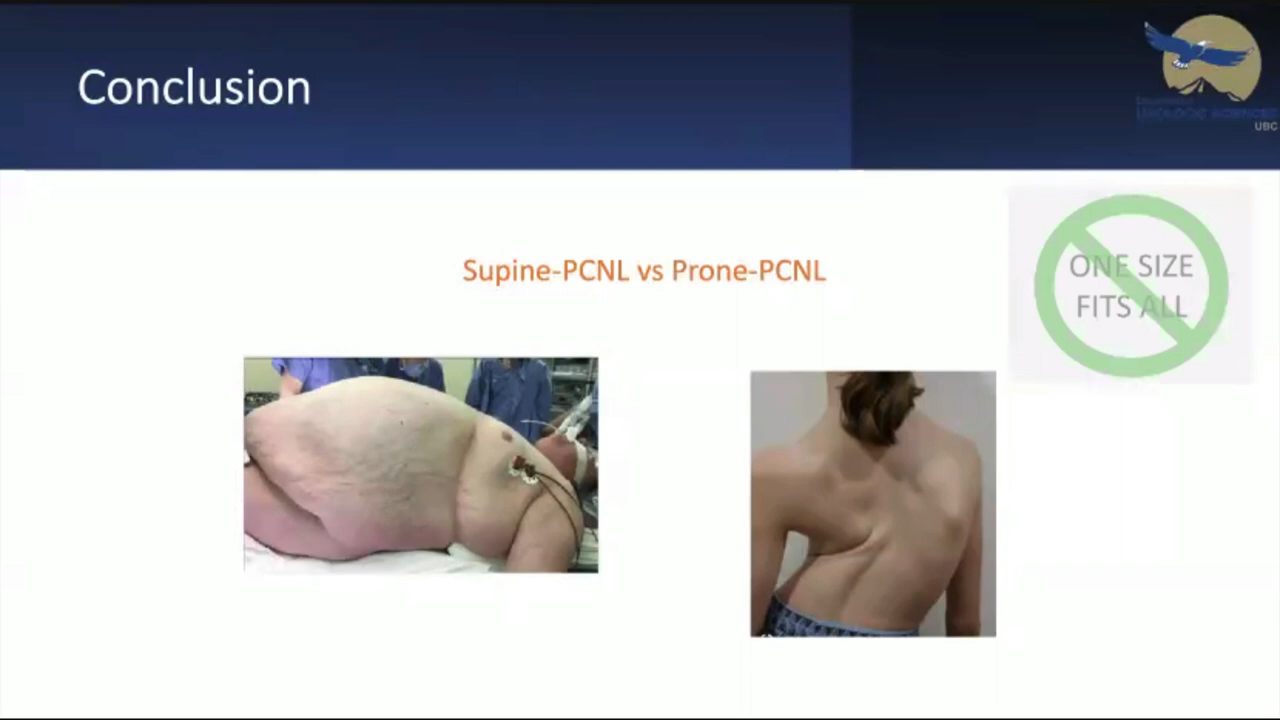 Conclusion
UBC
Supine-PCNL vs Prone-PCNL
ONE SIZE
FITS ALL